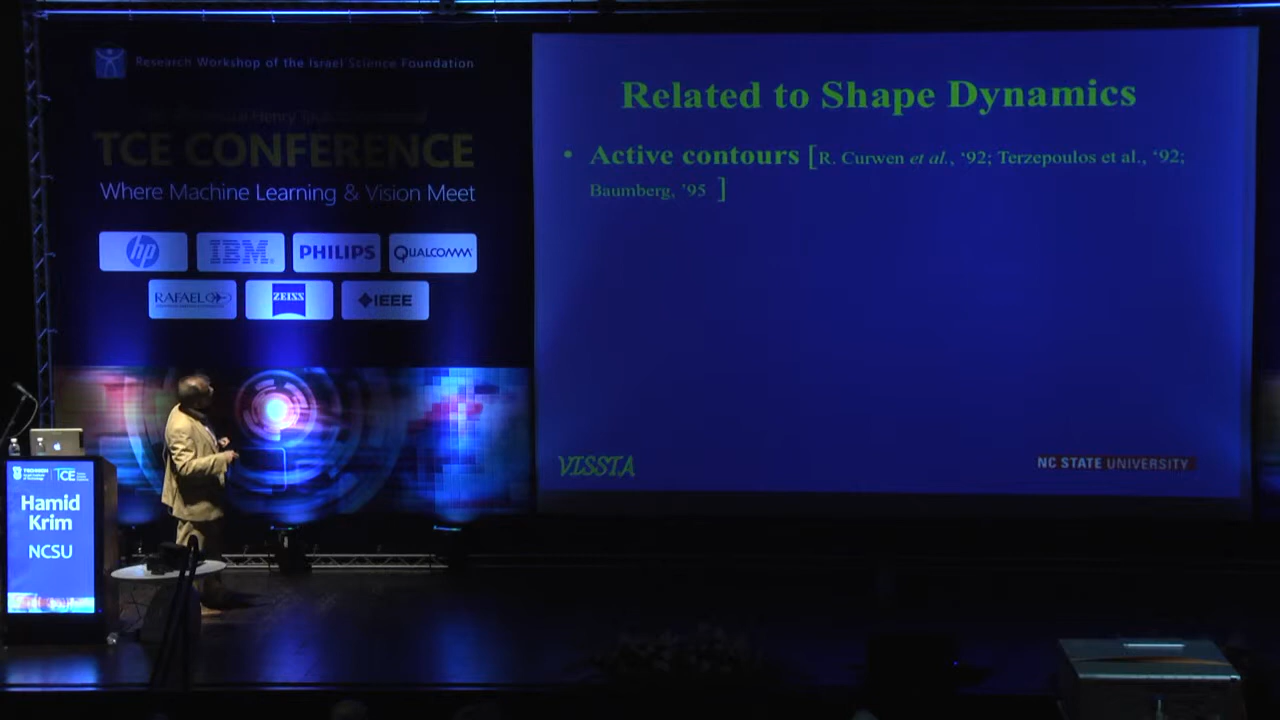 Research Workshop of the Israel Science Foundation
TCE CONFERENCE
Where Machine Learning & Vision Meet
hp
IBM
PHILIPS
QUALCOMM
RAFAEL
ZEISS
IEEE
Related to Shape Dynamics
• Active contours [R. Curwen et al., ‘92; Terzepoulos et al., ‘92;
Baumberg, ’95 ]
VISSTA
NC STATE UNIVERSITY
TECHNION
TCE
Hamid
Krim
NCSU